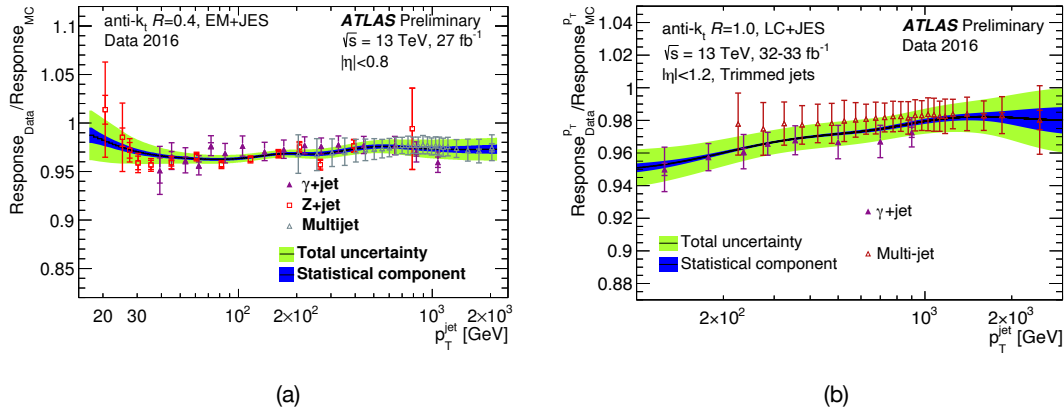 anti-kt R=0.4, EM+JES
Data 2016
ATLAS Preliminary
√s = 13 TeV, 27 fb⁻¹
|η|<0.8
ResponseData/ResponseMC
1.1
1.05
1
0.95
0.9
0.85
γ+jet
Z+jet
Multijet
Total uncertainty
Statistical component
20 30 10² 2×10² 10³ 2×10³
pTjet [GeV]
(a)
anti-kt R=1.0, LC+JES
√s = 13 TeV, 32-33 fb⁻¹
|η|<1.2, Trimmed jets
ATLAS Preliminary
Data 2016
ResponseDatapT/ResponseMCpT
1.04
1.02
1
0.98
0.96
0.94
0.92
0.9
0.88
γ+jet
Multi-jet
Total uncertainty
Statistical component
2×10² 10³ 2×10³
pTjet [GeV]
(b)